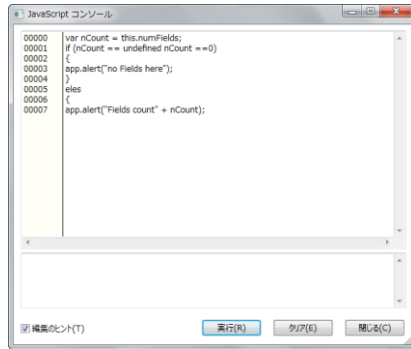 JavaScript コンソール
00000 var nCount = this.numFields;
00001 if (nCount == undefined nCount ==0)
00002 {
00003 app.alert("no Fields here");
00004 }
00005 eles
00006 {
00007 app.alert("Fields count" + nCount);
編集のヒント(T) 実行(R) クリア(E) 閉じる(C)